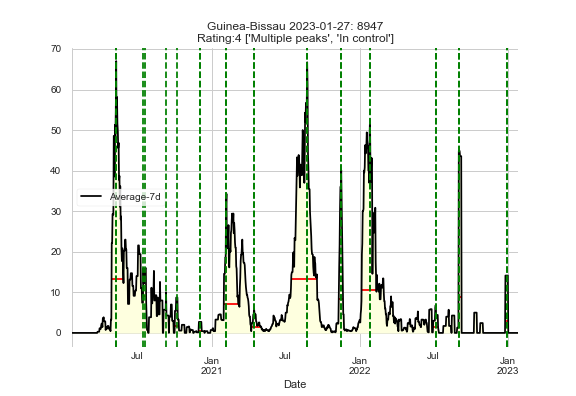 Guinea-Bissau 2023-01-27: 8947
Rating:4 ['Multiple peaks', 'In control']
70
60
50
40
30
20
10
0
Average-7d
Jul
Jan
2021
Jul
Jan
2022
Jul
Jan
2023
Date